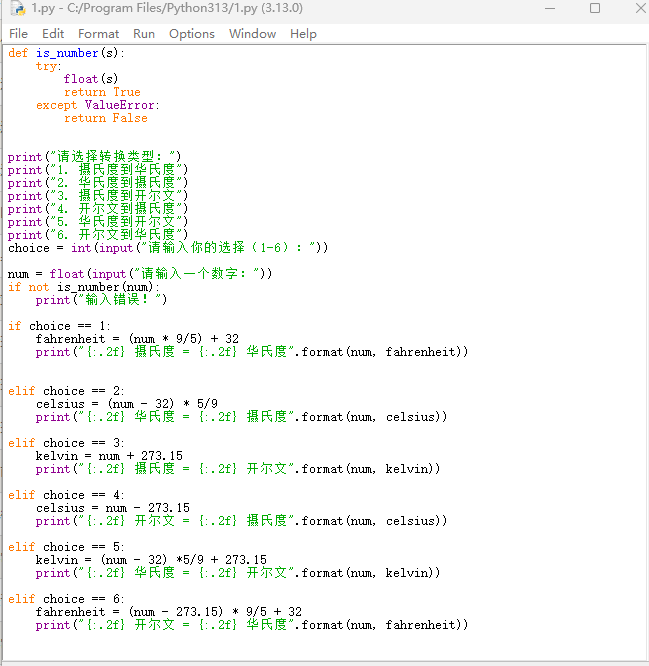 1.py - C:/Program Files/Python313/1.py (3.13.0)
File Edit Format Run Options Window Help
def is_number(s):
    try:
        float(s)
        return True
    except ValueError:
        return False
print("请选择转换类型：")
print("1. 摄氏度到华氏度")
print("2. 华氏度到摄氏度")
print("3. 摄氏度到开尔文")
print("4. 开尔文到摄氏度")
print("5. 华氏度到开尔文")
print("6. 开尔文到华氏度")
choice = int(input("请输入你的选择（1-6）："))
num = float(input("请输入一个数字："))
if not is_number(num):
    print("输入错误！")
if choice == 1:
    fahrenheit = (num * 9/5) + 32
    print("{:.2f} 摄氏度 = {:.2f} 华氏度".format(num, fahrenheit))
elif choice == 2:
    celsius = (num - 32) * 5/9
    print("{:.2f} 华氏度 = {:.2f} 摄氏度".format(num, celsius))
elif choice == 3:
    kelvin = num + 273.15
    print("{:.2f} 摄氏度 = {:.2f} 开尔文".format(num, kelvin))
elif choice == 4:
    celsius = num - 273.15
    print("{:.2f} 开尔文 = {:.2f} 摄氏度".format(num, celsius))
elif choice == 5:
    kelvin = (num - 32) *5/9 + 273.15
    print("{:.2f} 华氏度 = {:.2f} 开尔文".format(num, kelvin))
elif choice == 6:
    fahrenheit = (num - 273.15) * 9/5 + 32
    print("{:.2f} 开尔文 = {:.2f} 华氏度".format(num, fahrenheit))